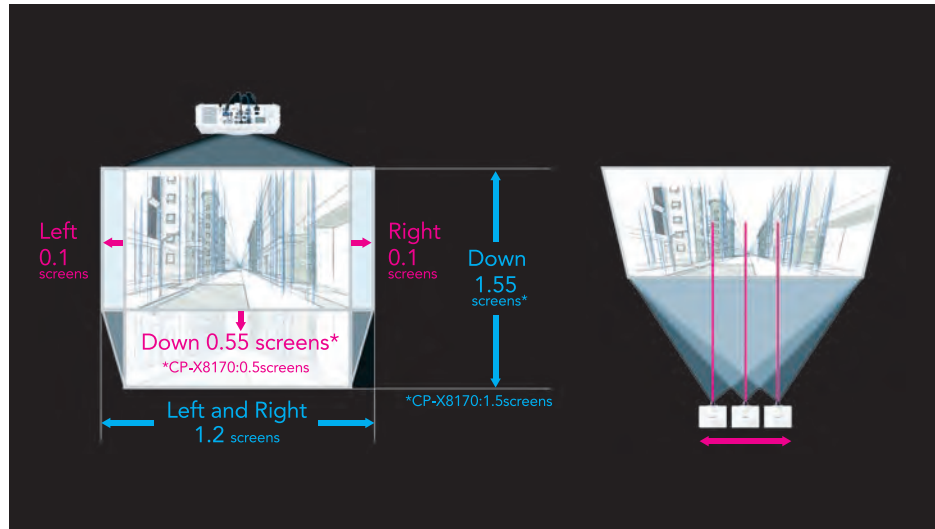 Left
0.1
screens
Right
0.1
screens
Down
1.55
screens*
Down 0.55 screens*
*CP-X8170:0.5screens
*CP-X8170:1.5screens
Left and Right
1.2 screens